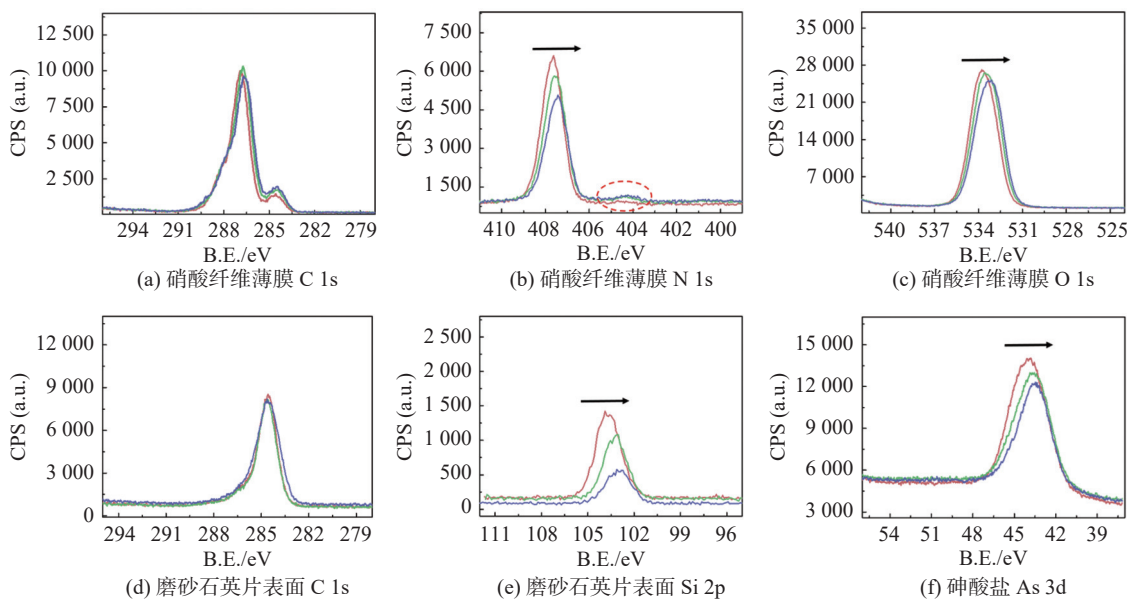 12 500
10 000
7 500
5 000
2 500
CPS (a.u.)
294 291 288 285 282 279
B.E./eV
(a) 硝酸纤维薄膜 C 1s
7 500
6 000
4 500
3 000
1 500
CPS (a.u.)
410 408 406 404 402 400
B.E./eV
(b) 硝酸纤维薄膜 N 1s
35 000
28 000
21 000
14 000
7 000
CPS (a.u.)
540 537 534 531 528 525
B.E./eV
(c) 硝酸纤维薄膜 O 1s
12 000
9 000
6 000
3 000
0
CPS (a.u.)
294 291 288 285 282 279
B.E./eV
(d) 磨砂石英片表面 C 1s
2 500
2 000
1 500
1 000
500
0
CPS (a.u.)
111 108 105 102 99 96
B.E./eV
(e) 磨砂石英片表面 Si 2p
15 000
12 000
9 000
6 000
3 000
CPS (a.u.)
54 51 48 45 42 39
B.E./eV
(f) 砷酸盐 As 3d